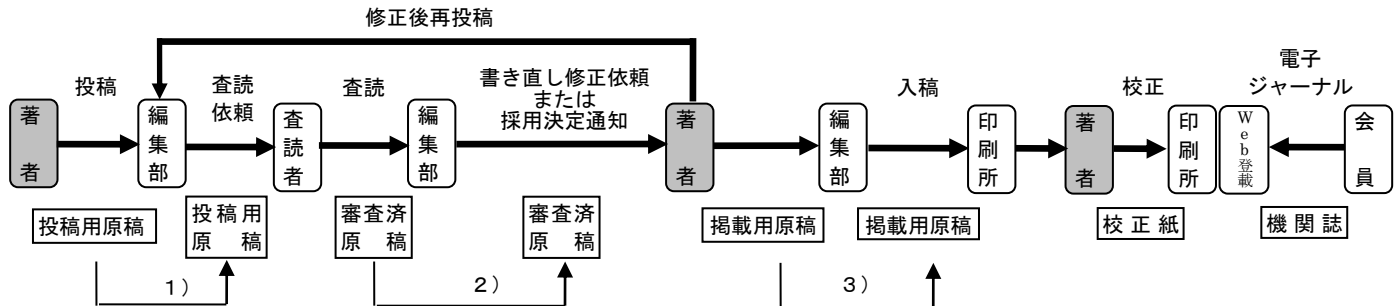 修正後再投稿
投稿
査読
依頼
査読
書き直し修正依頼
または
採用決定通知
入稿
校正
電子
ジャーナル
著者
編集部
査読者
編集部
著者
編集部
印刷所
著者
印刷所
Web登載
会員
投稿用原稿
投稿用
原稿
審査済
原稿
審査済
原稿
掲載用原稿
掲載用原稿
校正紙
機関誌
1)
2)
3)